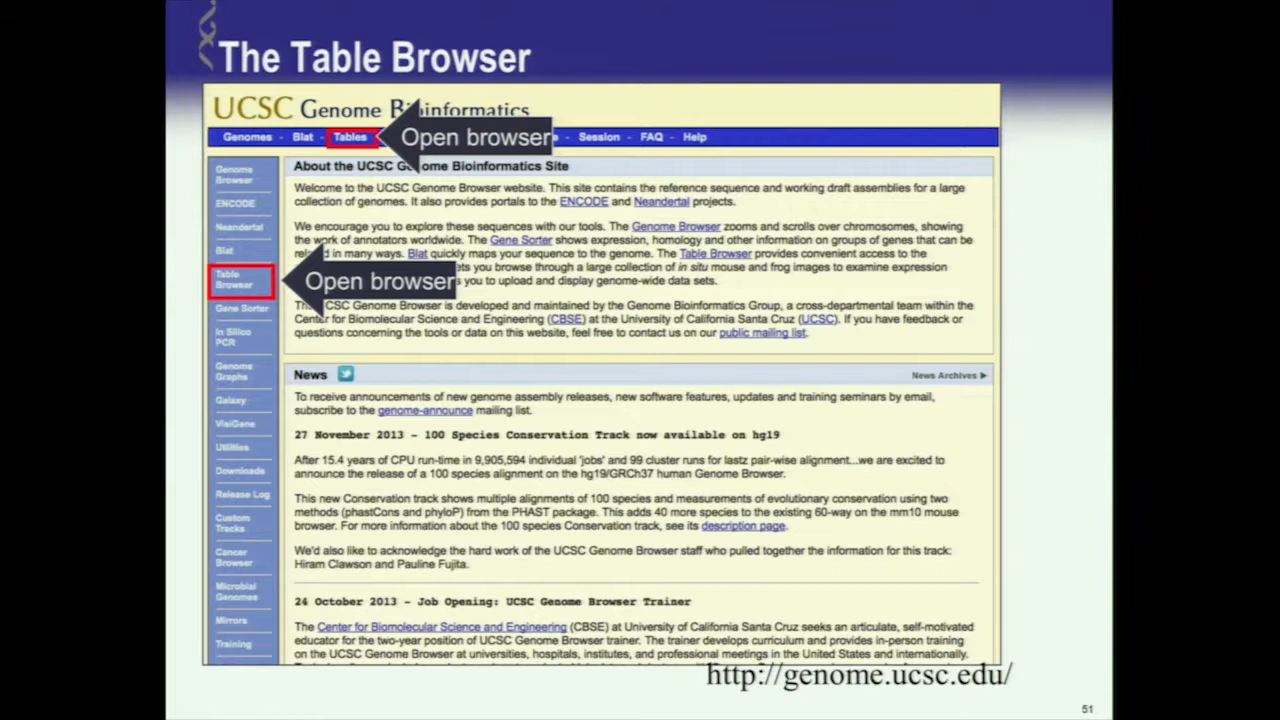 The Table Browser
UCSC Genome Bioinformatics
Genomes - Blat - Tables - Session - FAQ - Help
Open browser
Genome
Browser
ENCODE
Neandertal
Blat
Table
Browser
Gene Sorter
In Silico
PCR
Genome
Graphs
Galaxy
VisiGene
Utilities
Downloads
Release Log
Custom
Tracks
Cancer
Browser
Microbial
Genomes
Mirrors
Training
Open browser
About the UCSC Genome Bioinformatics Site
Welcome to the UCSC Genome Browser website. This site contains the reference sequence and working draft assemblies for a large
collection of genomes. It also provides portals to the ENCODE and Neandertal projects.
We encourage you to explore these sequences with our tools. The Genome Browser zooms and scrolls over chromosomes, showing
the work of annotators worldwide. The Gene Sorter shows expression, homology and other information on groups of genes that can be
in many ways. Blat quickly maps your sequence to the genome. The Table Browser provides convenient access to the
you browse through a large collection of in situ mouse and frog images to examine expression
you to upload and display genome-wide data sets.
The UCSC Genome Browser is developed and maintained by the Genome Bioinformatics Group, a cross-departmental team within the
Center for Biomolecular Science and Engineering (CBSE) at the University of California Santa Cruz (UCSC). If you have feedback or
questions concerning the tools or data on this website, feel free to contact us on our public mailing list.
News
News Archives ▶
To receive announcements of new genome assembly releases, new software features, updates and training seminars by email,
subscribe to the genome-announce mailing list.
27 November 2013 - 100 Species Conservation Track now available on hg19
After 15.4 years of CPU run-time in 9,905,594 individual 'jobs' and 99 cluster runs for lastz pair-wise alignment...we are excited to
announce the release of a 100 species alignment on the hg19/GRCh37 human Genome Browser.
This new Conservation track shows multiple alignments of 100 species and measurements of evolutionary conservation using two
methods (phastCons and phyloP) from the PHAST package. This adds 40 more species to the existing 60-way on the mm10 mouse
browser. For more information about the 100 species Conservation track, see its description page.
We'd also like to acknowledge the hard work of the UCSC Genome Browser staff who pulled together the information for this track:
Hiram Clawson and Pauline Fujita.
24 October 2013 - Job Opening: UCSC Genome Browser Trainer
The Center for Biomolecular Science and Engineering (CBSE) at University of California Santa Cruz seeks an articulate, self-motivated
educator for the two-year position of UCSC Genome Browser trainer. The trainer develops curriculum and provides in-person training
on the UCSC Genome Browser at universities, hospitals, institutes, and professional meetings in the United States and internationally.
http://genome.ucsc.edu/
51